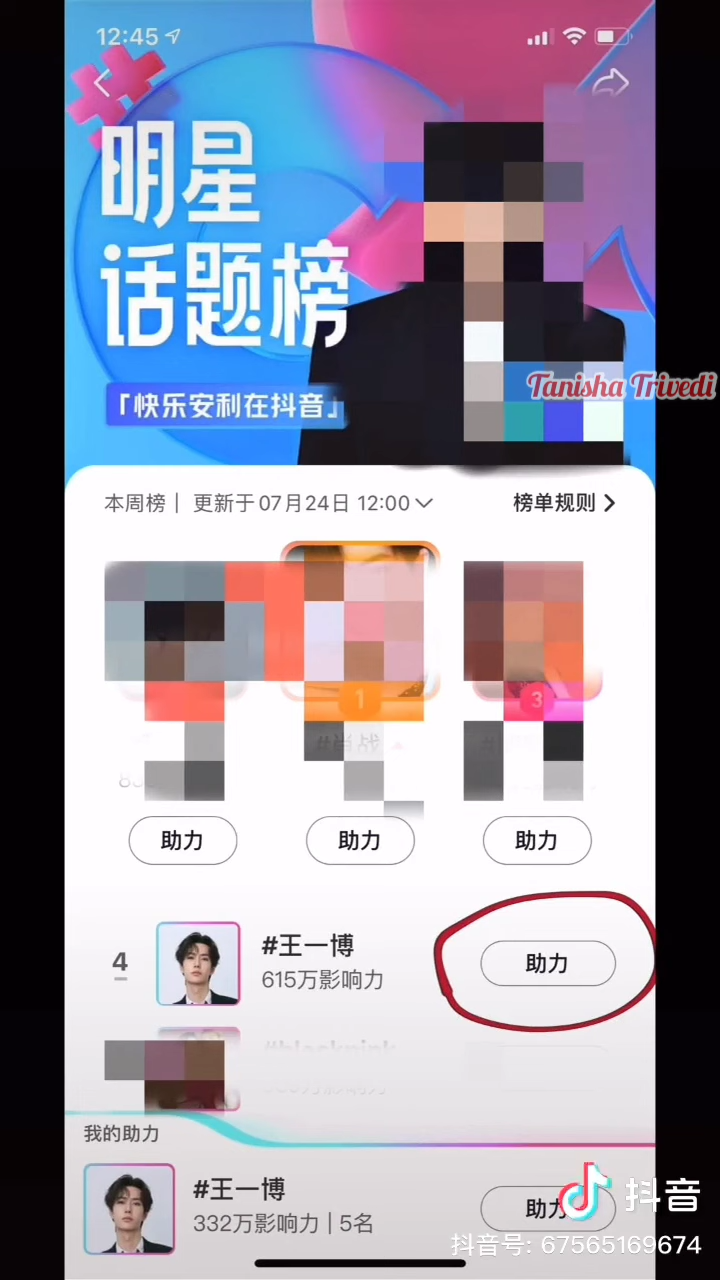 12:45
明星
话题榜
「快乐安利在抖音」
Tanisha Trivedi
本周榜 | 更新于07月24日 12:00
榜单规则
1
3
#肖战
助力
助力
助力
4
#王一博
615万影响力
助力
#blackpink
我的助力
#王一博
332万影响力 | 5名
助力
抖音
抖音号: 67565169674